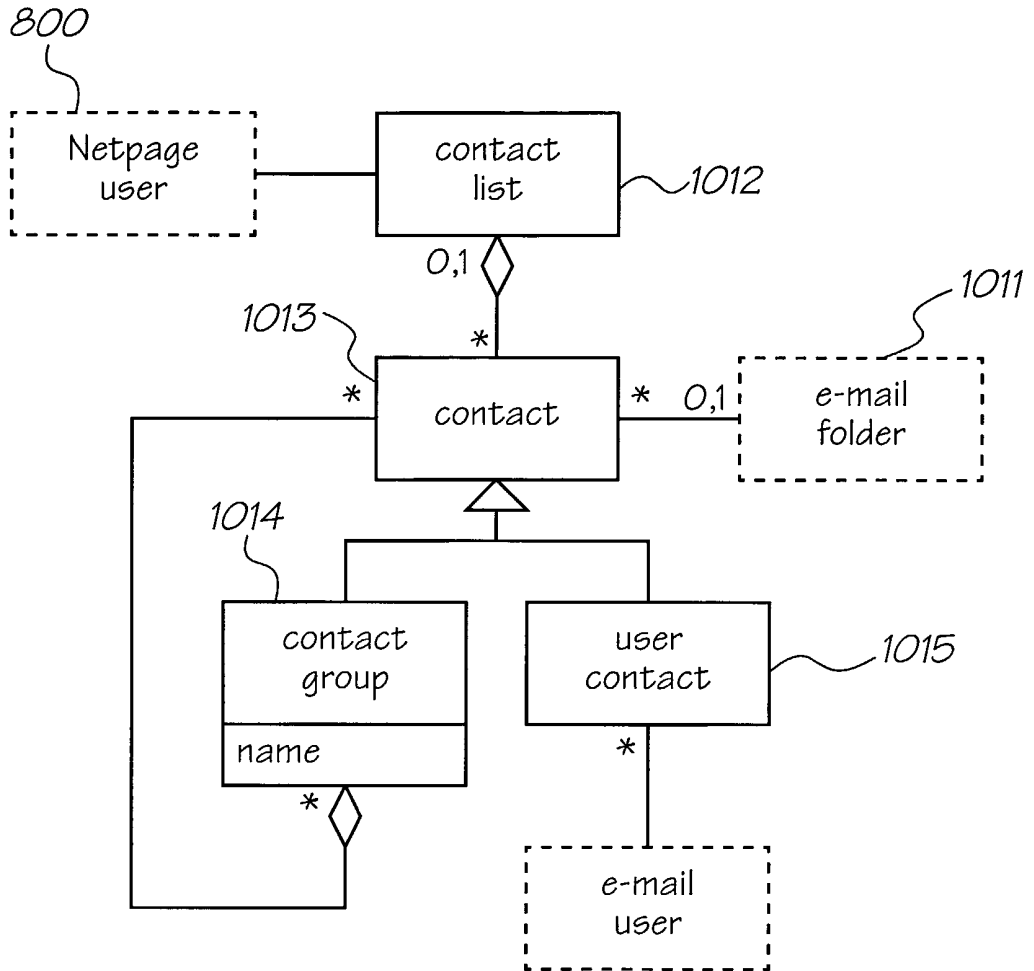 800
Netpage
user
contact
list
1012
0,1
*
1013
1011
*
contact
*
0,1
e-mail
folder
1014
contact
group
name
*
user
contact
1015
*
e-mail
user